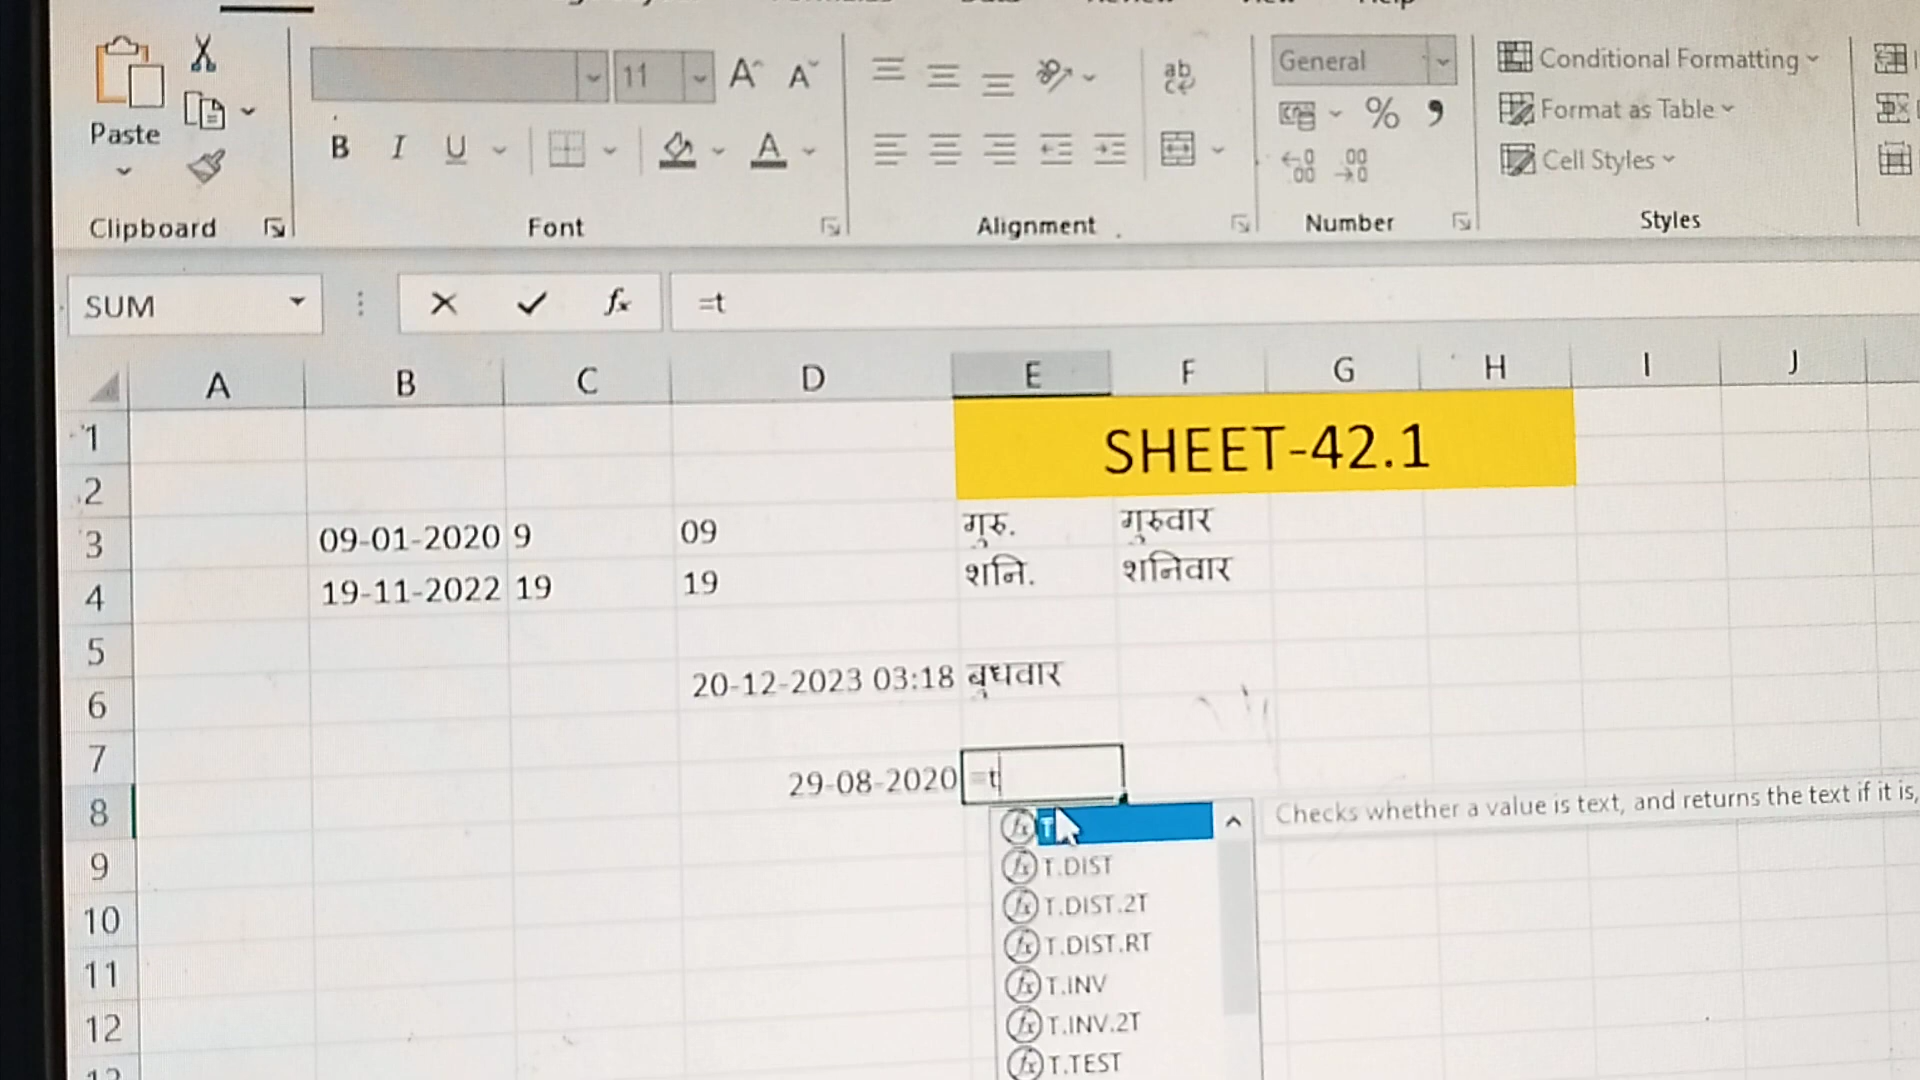 Paste
Clipboard
11
B I U
Font
Alignment
General
% ,
Number
Conditional Formatting
Format as Table
Cell Styles
Styles
SUM
fx
=t
A B C D E F G H I J
1
SHEET-42.1
2
3 09-01-2020 9 09 गुरु. गुरुवार
4 19-11-2022 19 19 शनि. शनिवार
5
6 20-12-2023 03:18 बुधवार
7
8 29-08-2020 =t
T
Checks whether a value is text, and returns the text if it is,
9 T.DIST
10 T.DIST.2T
T.DIST.RT
11 T.INV
12 T.INV.2T
T.TEST